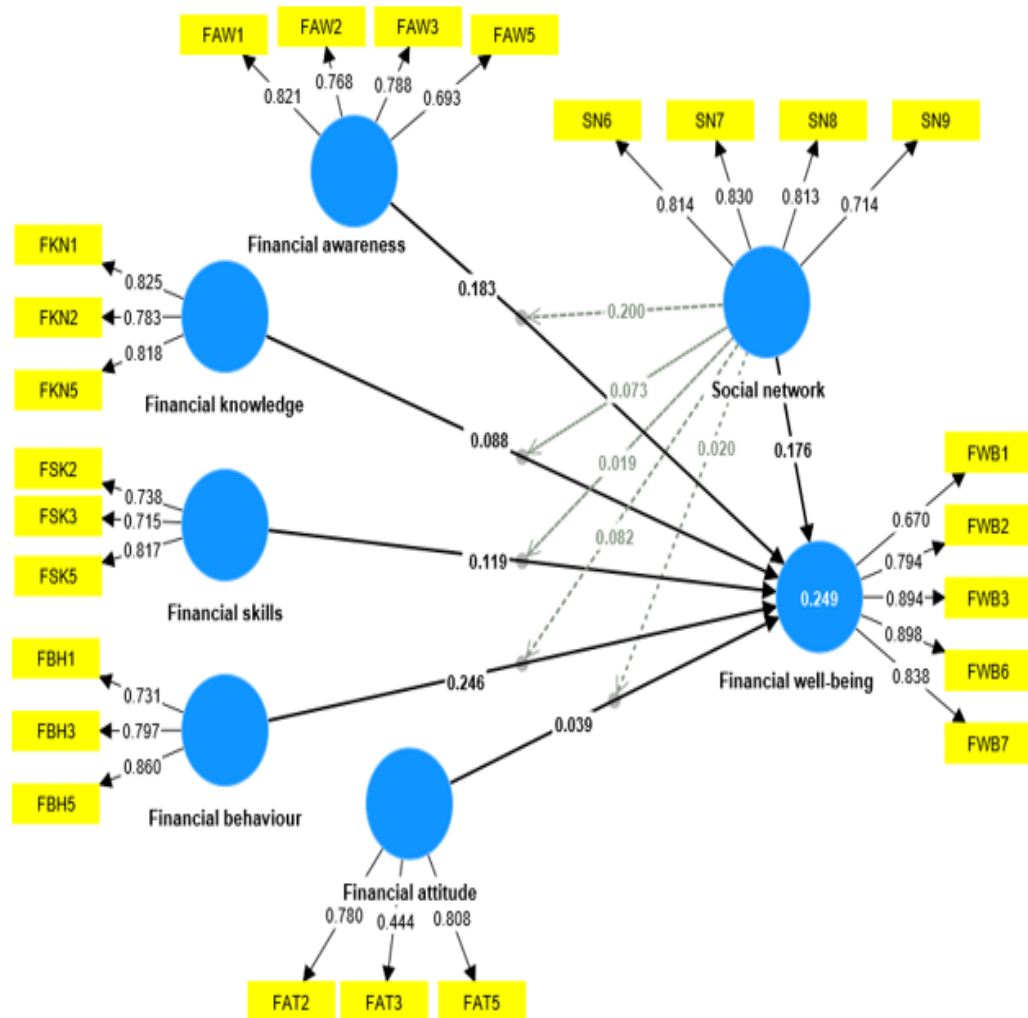 FAW1
FAW2
FAW3
FAW5
0.821
0.768
0.788
0.693
Financial awareness
SN6
SN7
SN8
SN9
0.814
0.830
0.813
0.714
Social network
FKN1
FKN2
FKN5
0.825
0.783
0.818
Financial knowledge
FSK2
FSK3
FSK5
0.738
0.715
0.817
Financial skills
FBH1
FBH3
FBH5
0.731
0.797
0.860
Financial behaviour
0.183
0.200
0.088
0.073
0.119
0.019
0.246
0.082
0.039
0.020
0.176
0.249
Financial well-being
FWB1
FWB2
FWB3
FWB6
FWB7
0.670
0.794
0.894
0.898
0.838
Financial attitude
0.780
0.444
0.808
FAT2
FAT3
FAT5